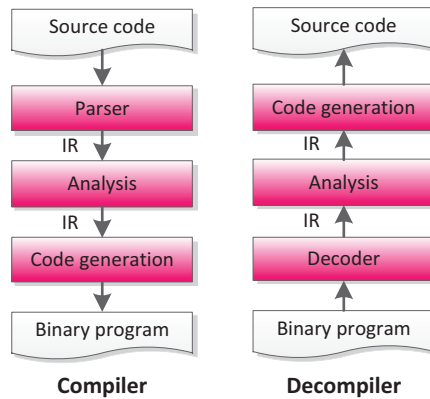 Source code
Parser
IR
Analysis
IR
Code generation
Binary program
Compiler
Source code
Code generation
IR
Analysis
IR
Decoder
Binary program
Decompiler